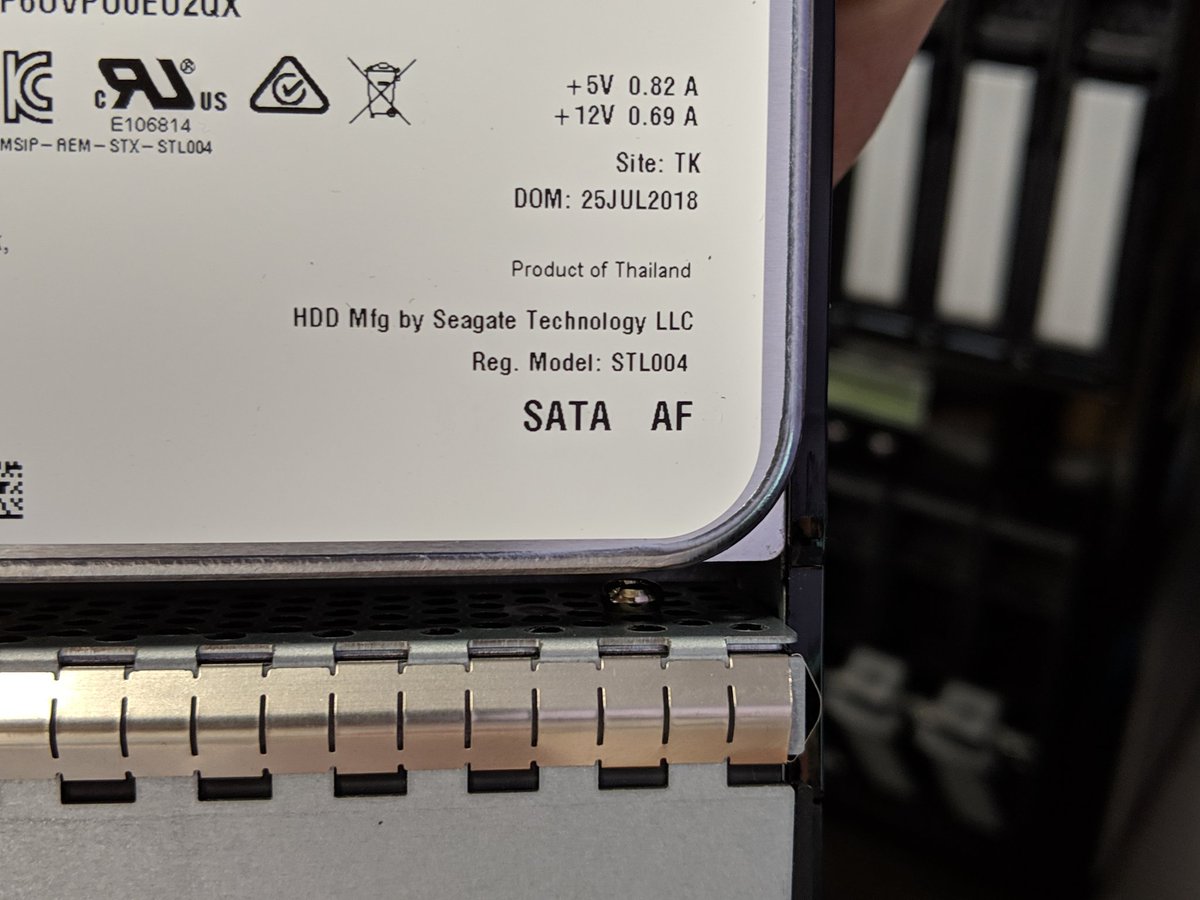 c US
®
E106814
MSIP-REM-STX-STL004
+5V 0.82 A
+12V 0.69 A
Site: TK
DOM: 25JUL2018
Product of Thailand
HDD Mfg by Seagate Technology LLC
Reg. Model: STL004
SATA AF